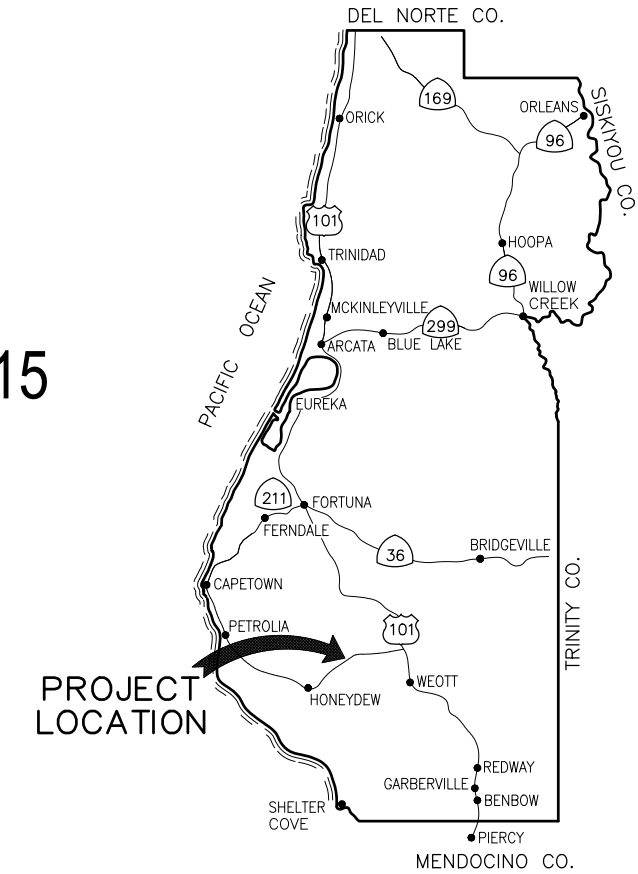 DEL NORTE CO.
169
ORLEANS
SISKIYOU CO.
ORICK
96
101
HOOPA
TRINIDAD
96
WILLOW
CREEK
PACIFIC OCEAN
MCKINLEYVILLE
299
ARCATA
BLUE LAKE
15
EUREKA
211
FORTUNA
FERNDALE
36
BRIDGEVILLE
TRINITY CO.
CAPETOWN
PETROLIA
101
PROJECT
LOCATION
WEOTT
HONEYDEW
REDWAY
GARBERVILLE
BENBOW
SHELTER
COVE
PIERCY
MENDOCINO CO.